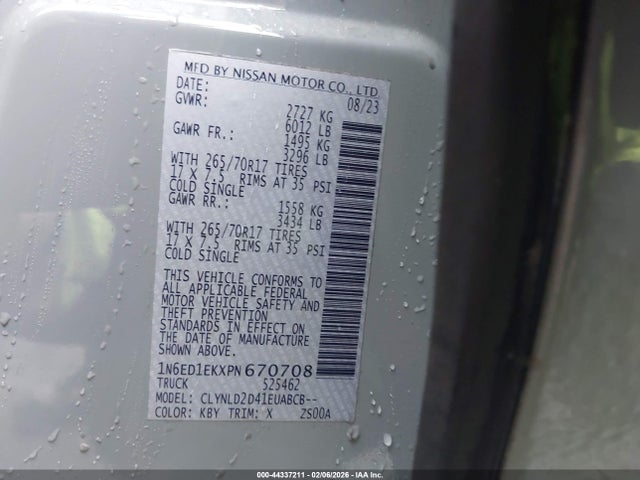 MFD BY NISSAN MOTOR CO., LTD
DATE: 08/23
GVWR: 2727 KG
6012 LB
GAWR FR.: 1495 KG
3296 LB
WITH 265/70R17 TIRES
17 X 7.5 RIMS AT 35 PSI
COLD SINGLE
GAWR RR.: 1558 KG
3434 LB
WITH 265/70R17 TIRES
17 X 7.5 RIMS AT 35 PSI
COLD SINGLE
THIS VEHICLE CONFORMS TO
ALL APPLICABLE FEDERAL
MOTOR VEHICLE SAFETY AND
THEFT PREVENTION
STANDARDS IN EFFECT ON
THE DATE OF MANUFACTURE
SHOWN ABOVE.
1N6ED1EKXPN670708
TRUCK 525462
MODEL: CLYNLD2D41EUABCB--
COLOR: KBY TRIM: X 2S00A
000-44337211 - 02/06/2026 - IAA Inc.